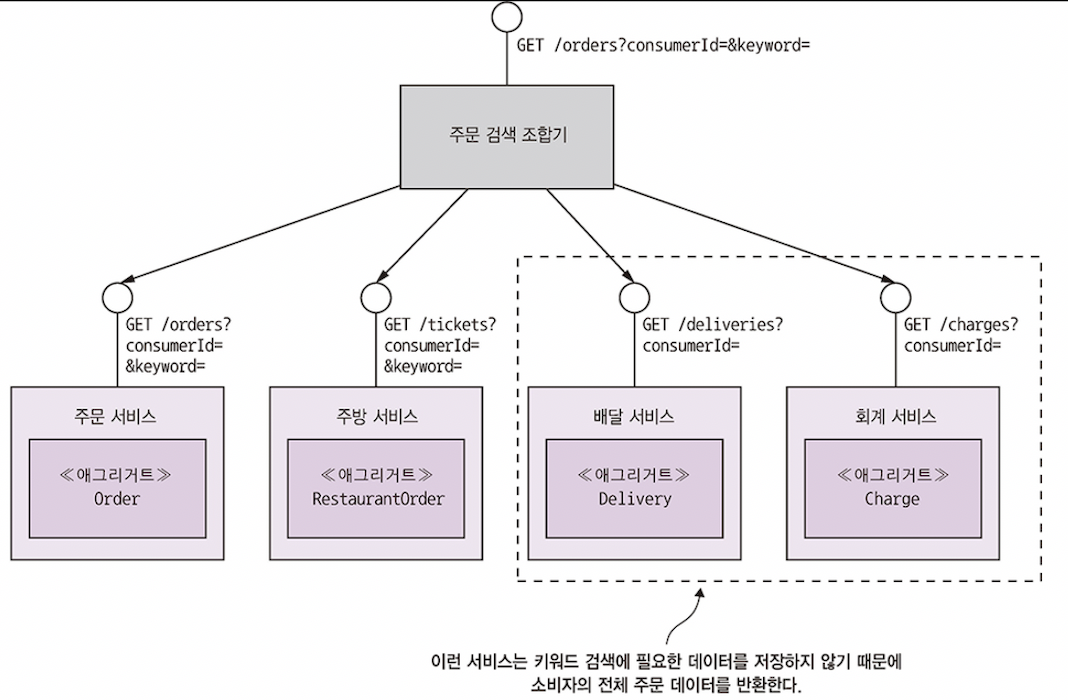 GET /orders?consumerId=&keyword=
주문 검색 조합기
GET /orders?
consumerId=
&keyword=
GET /tickets?
consumerId=
&keyword=
GET /deliveries?
consumerId=
GET /charges?
consumerId=
주문 서비스
≪애그리거트≫
Order
주방 서비스
≪애그리거트≫
RestaurantOrder
배달 서비스
≪애그리거트≫
Delivery
회계 서비스
≪애그리거트≫
Charge
이런 서비스는 키워드 검색에 필요한 데이터를 저장하지 않기 때문에
소비자의 전체 주문 데이터를 반환한다.